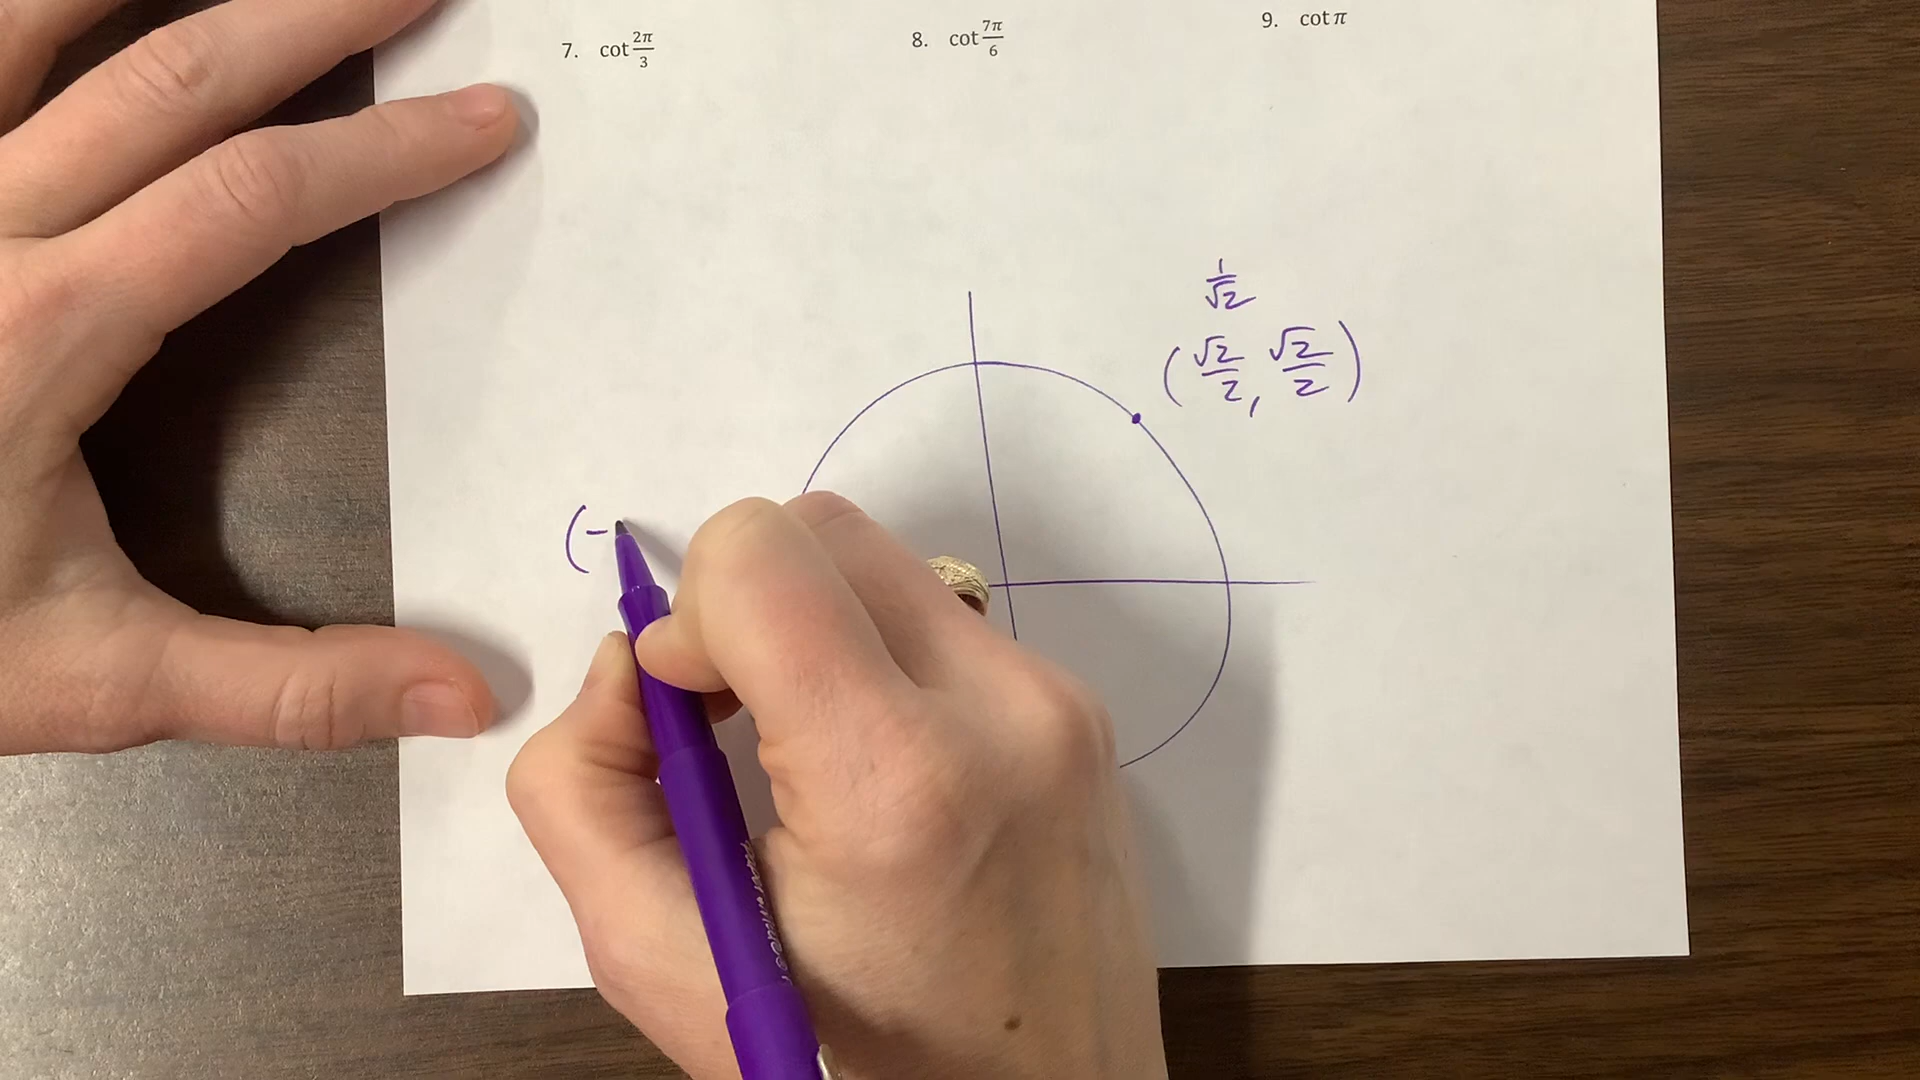 7. cot 2π/3
8. cot 7π/6
9. cot π
1/√2
(√2/2, √2/2)
(-